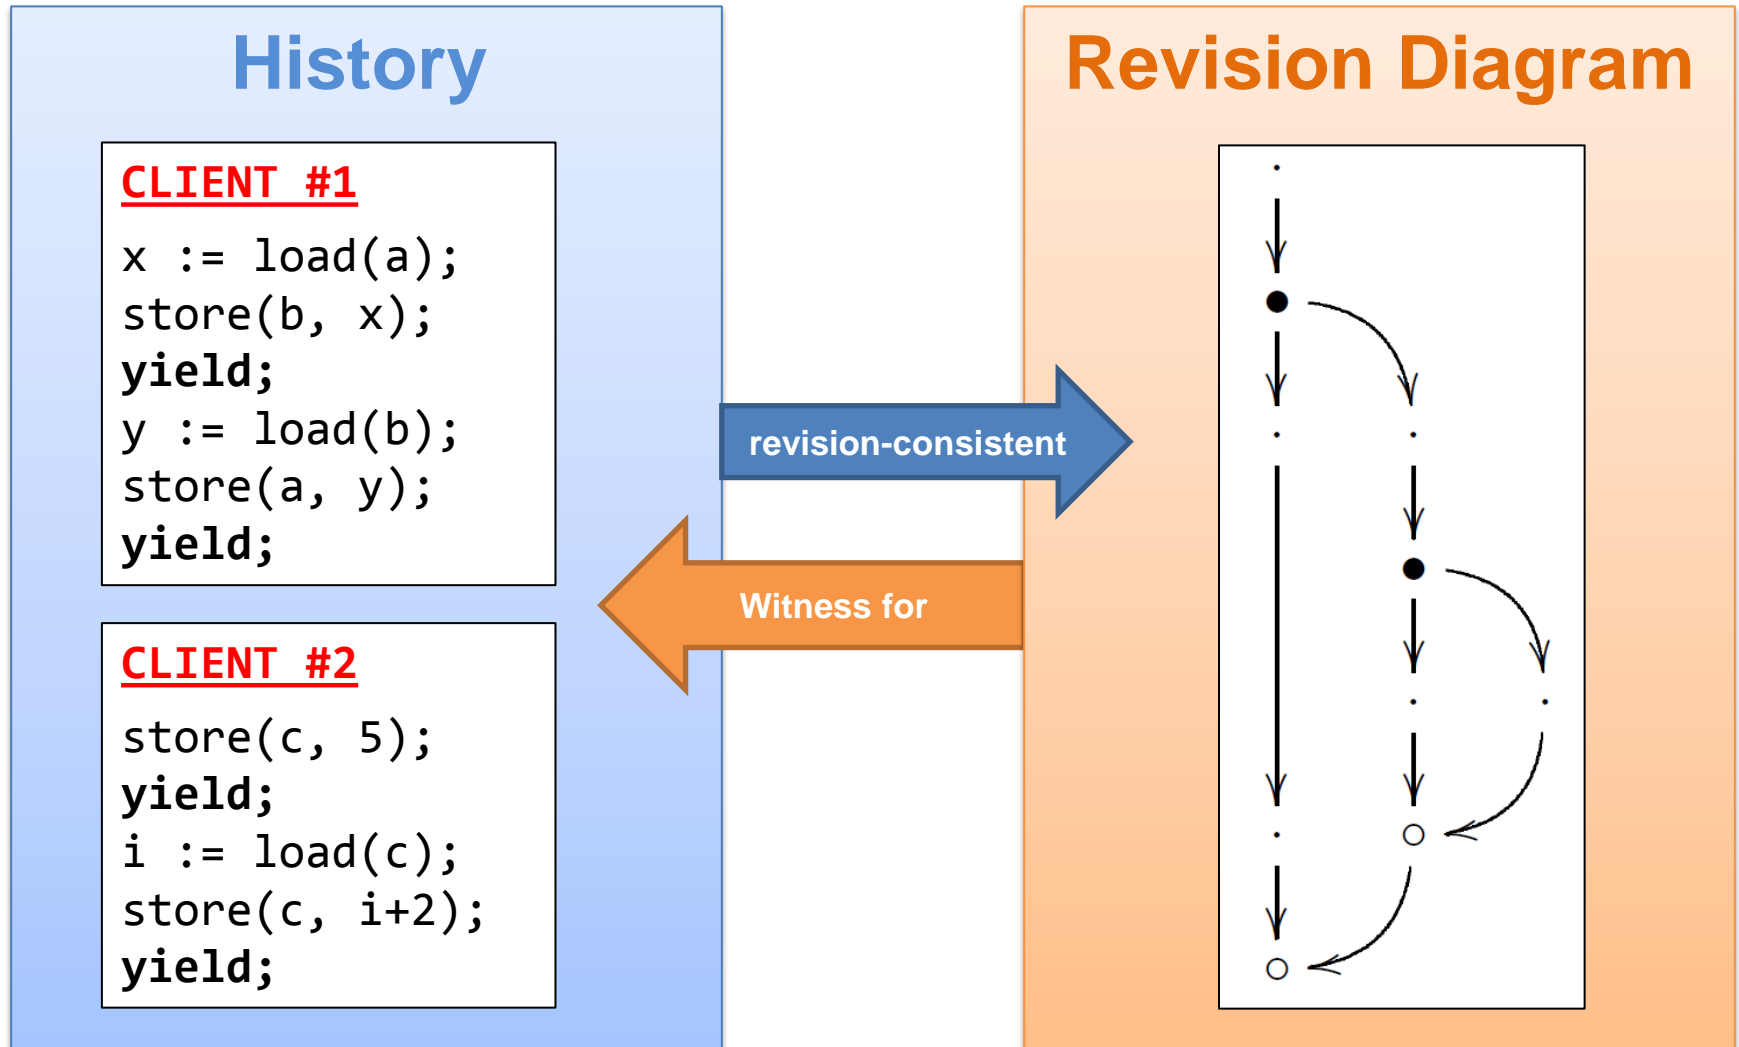 History
CLIENT #1
x := load(a);
store(b, x);
yield;
y := load(b);
store(a, y);
yield;
CLIENT #2
store(c, 5);
yield;
i := load(c);
store(c, i+2);
yield;
revision-consistent
Witness for
Revision Diagram